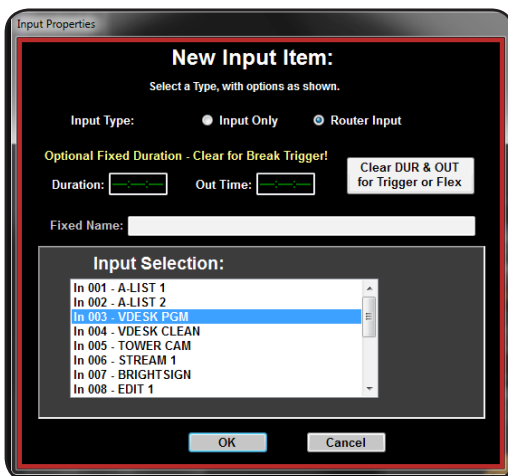 Input Properties
New Input Item:
Select a Type, with options as shown.
Input Type: Input Only Router Input
Optional Fixed Duration - Clear for Break Trigger!
Clear DUR & OUT
for Trigger or Flex
Duration: --:--:-- Out Time: --:--:--
Fixed Name:
Input Selection:
In 001 - A-LIST 1
In 002 - A-LIST 2
In 003 - VDESK PGM
In 004 - VDESK CLEAN
In 005 - TOWER CAM
In 006 - STREAM 1
In 007 - BRIGHTSIGN
In 008 - EDIT 1
OK Cancel